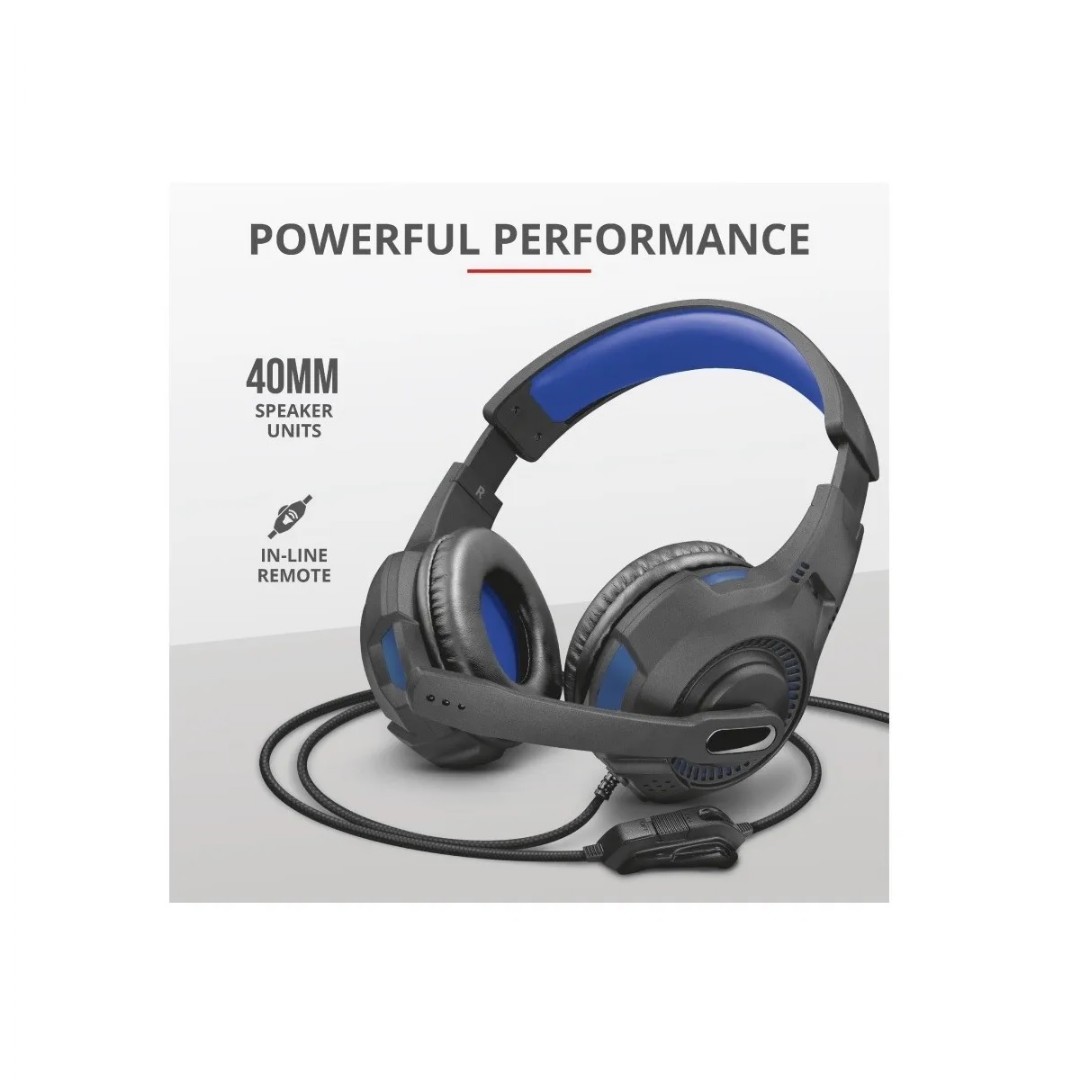 POWERFUL PERFORMANCE
40MM
SPEAKER
UNITS
IN-LINE
REMOTE
R